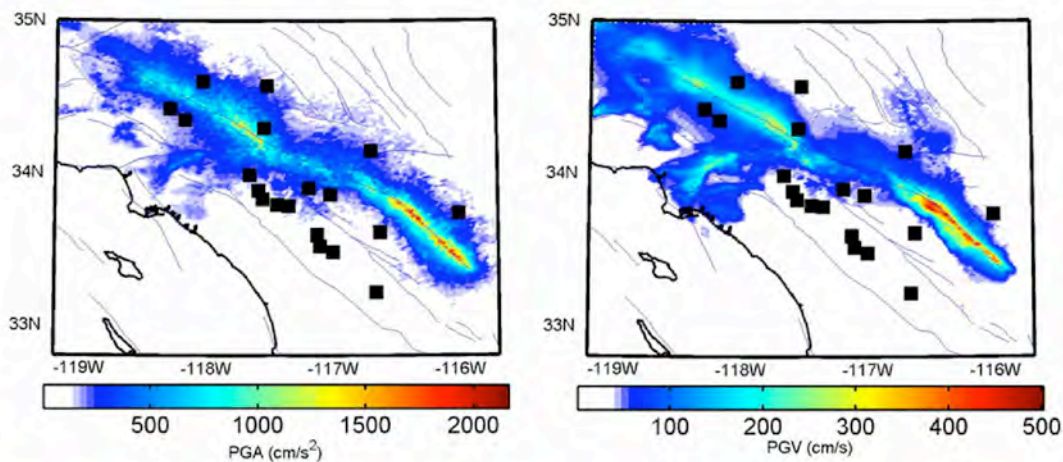 35N
34N
33N
-119W -118W -117W -116W
500 1000 1500 2000
PGA (cm/s²)
35N
34N
33N
-119W -118W -117W -116W
100 200 300 400 500
PGV (cm/s)